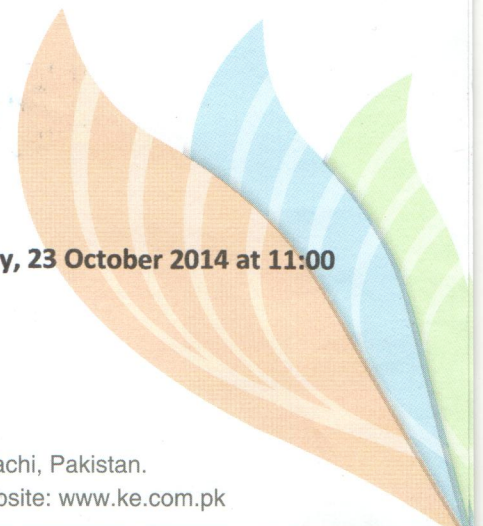 y, 23 October 2014 at 11:00
achi, Pakistan.
bsite: www.ke.com.pk